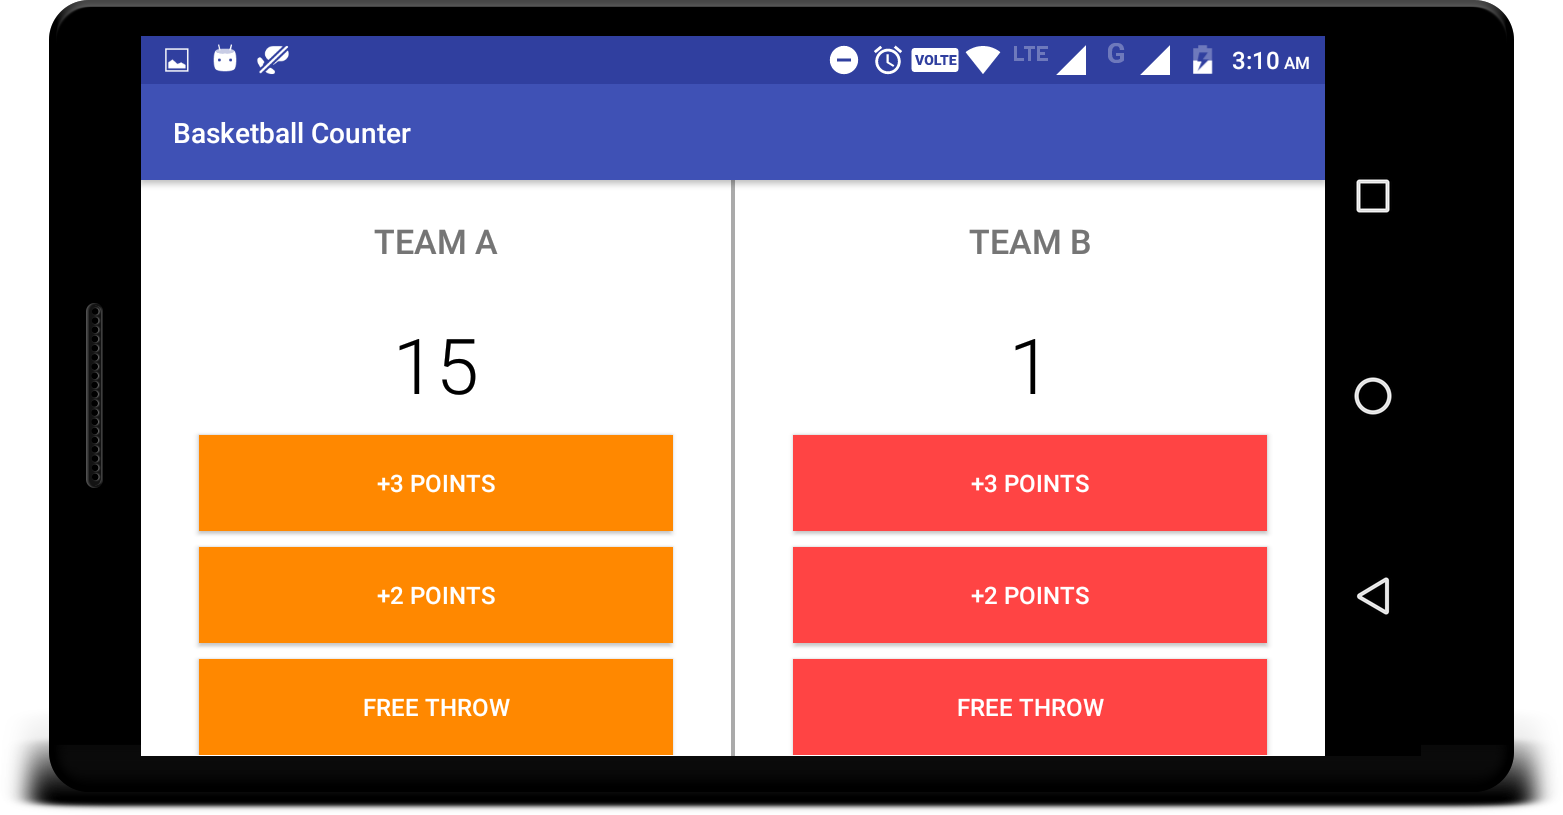 VOLTE LTE G 3:10 AM
Basketball Counter
TEAM A
15
+3 POINTS
+2 POINTS
FREE THROW
TEAM B
1
+3 POINTS
+2 POINTS
FREE THROW